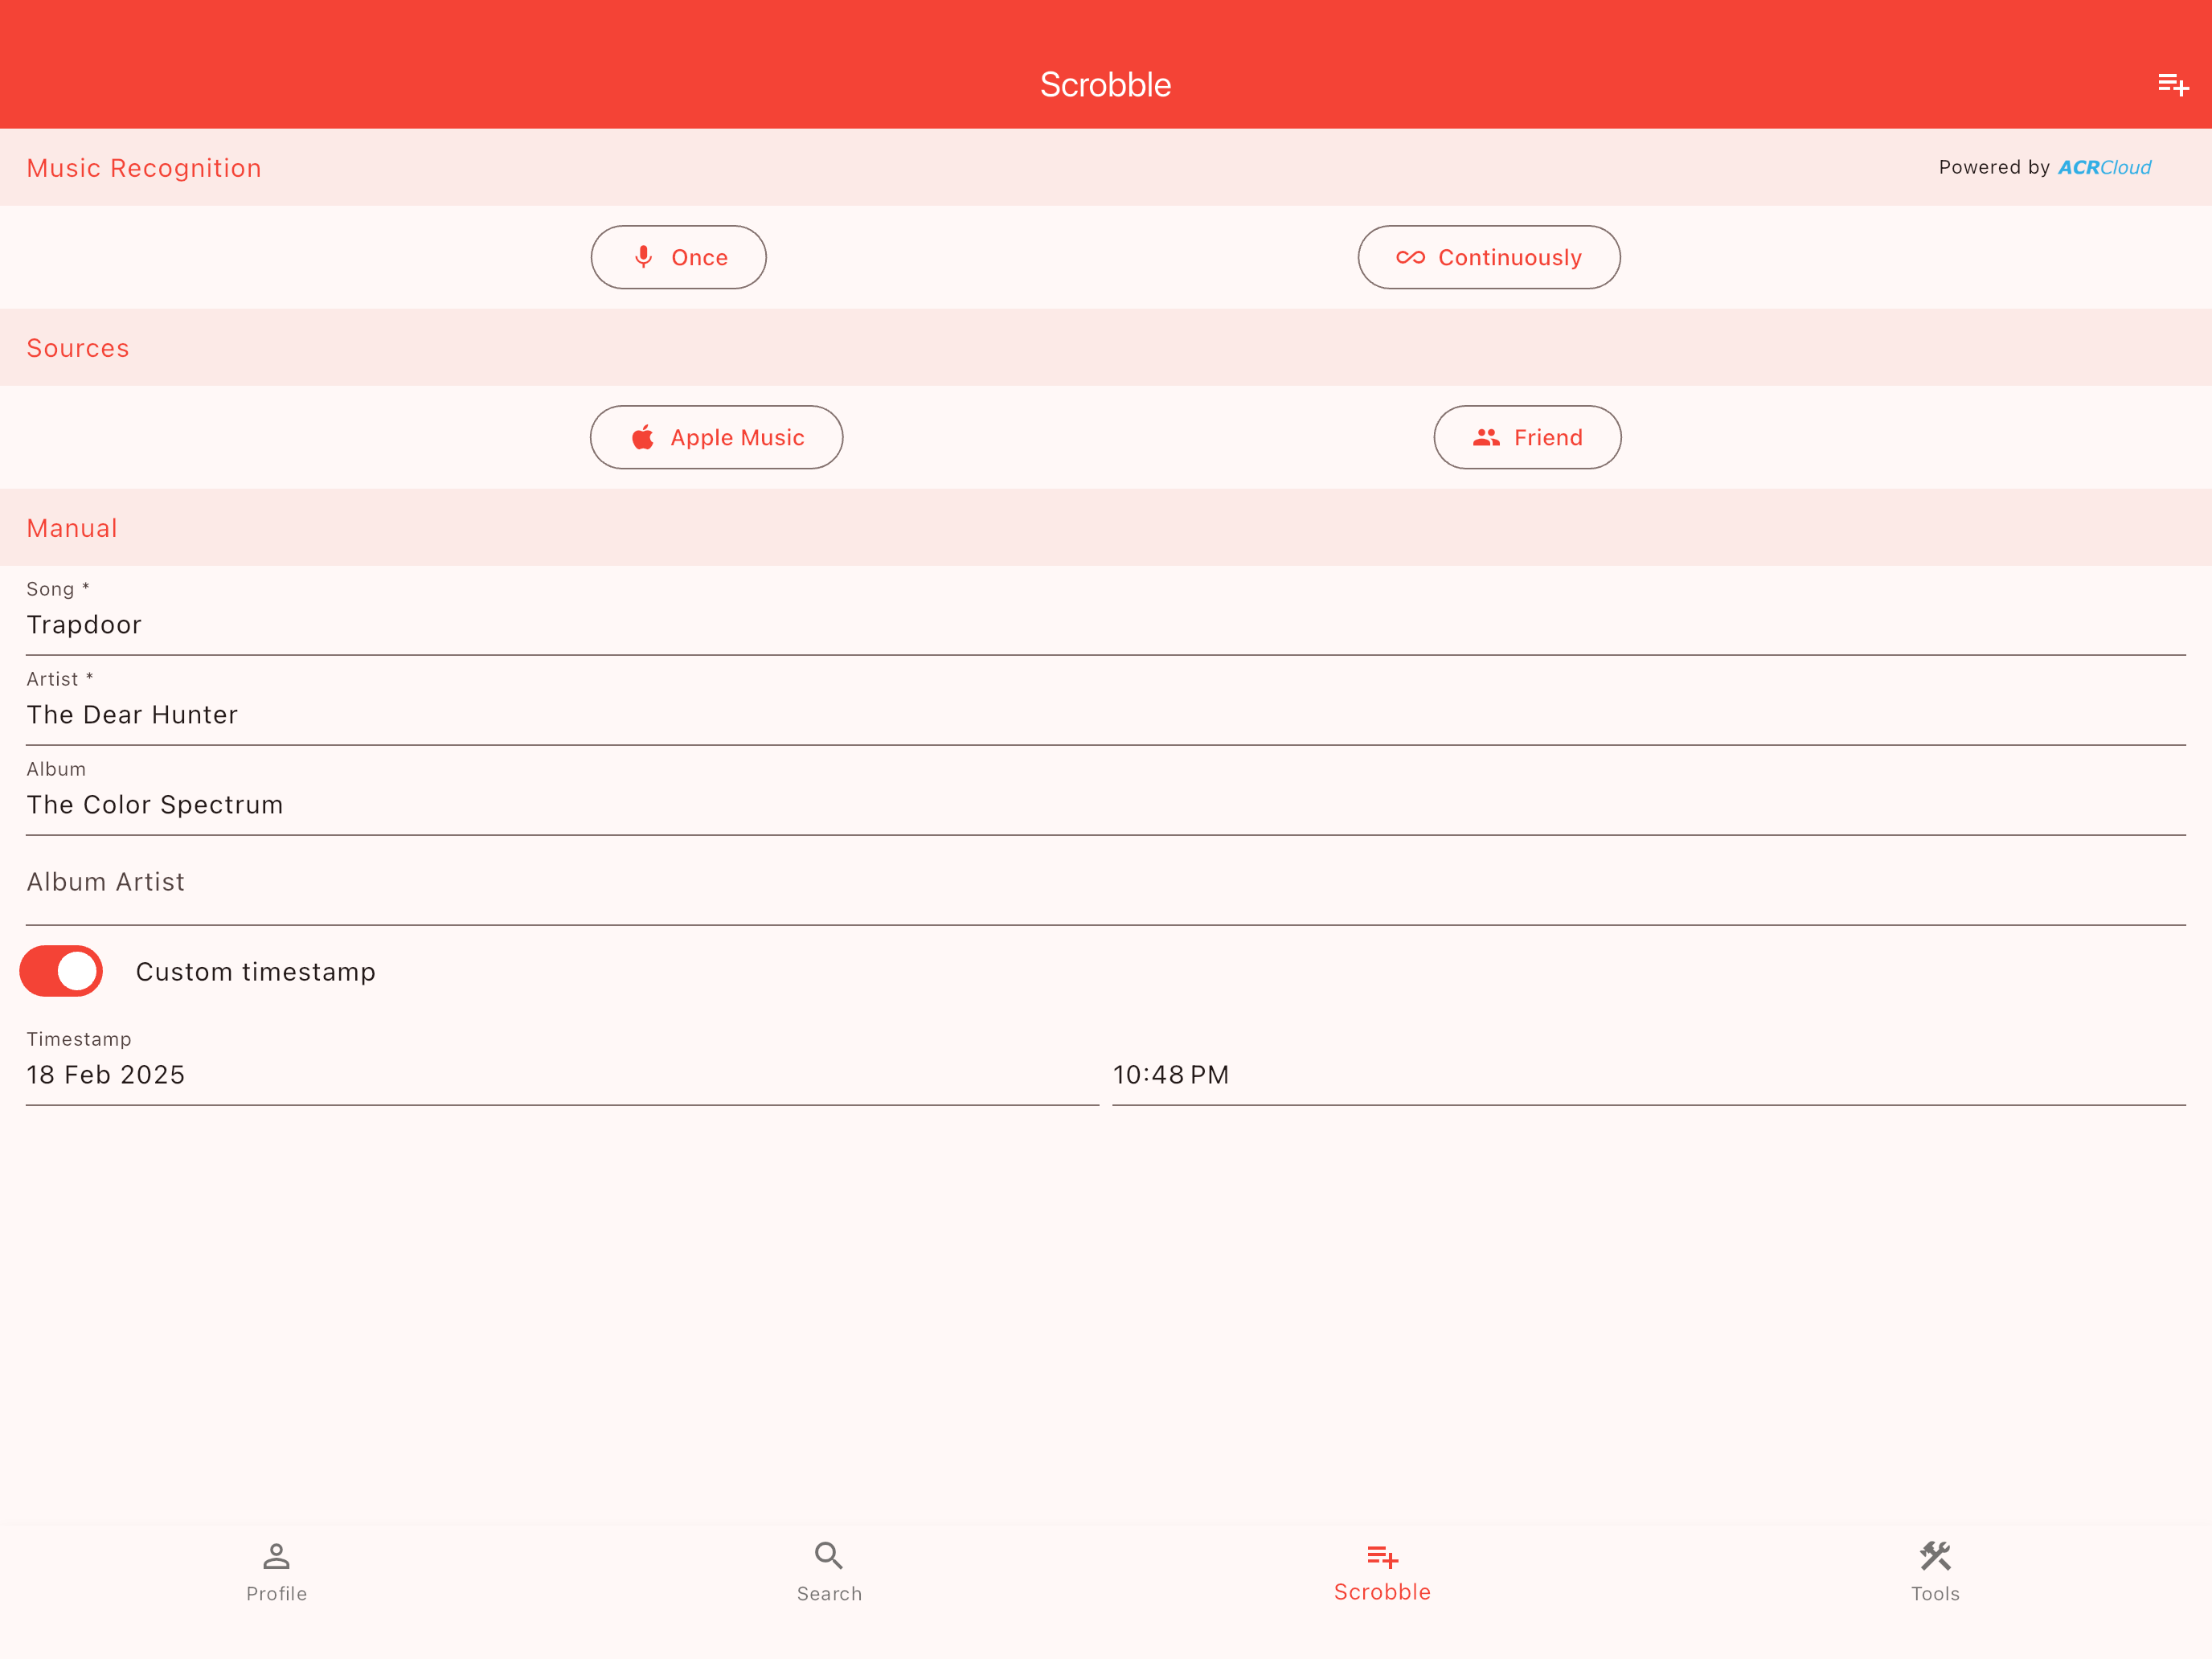 Scrobble
Music Recognition
Powered by ACRCloud
Once
Continuously
Sources
Apple Music
Friend
Manual
Song *
Trapdoor
Artist *
The Dear Hunter
Album
The Color Spectrum
Album Artist
Custom timestamp
Timestamp
18 Feb 2025
10:48 PM
Profile
Search
Scrobble
Tools